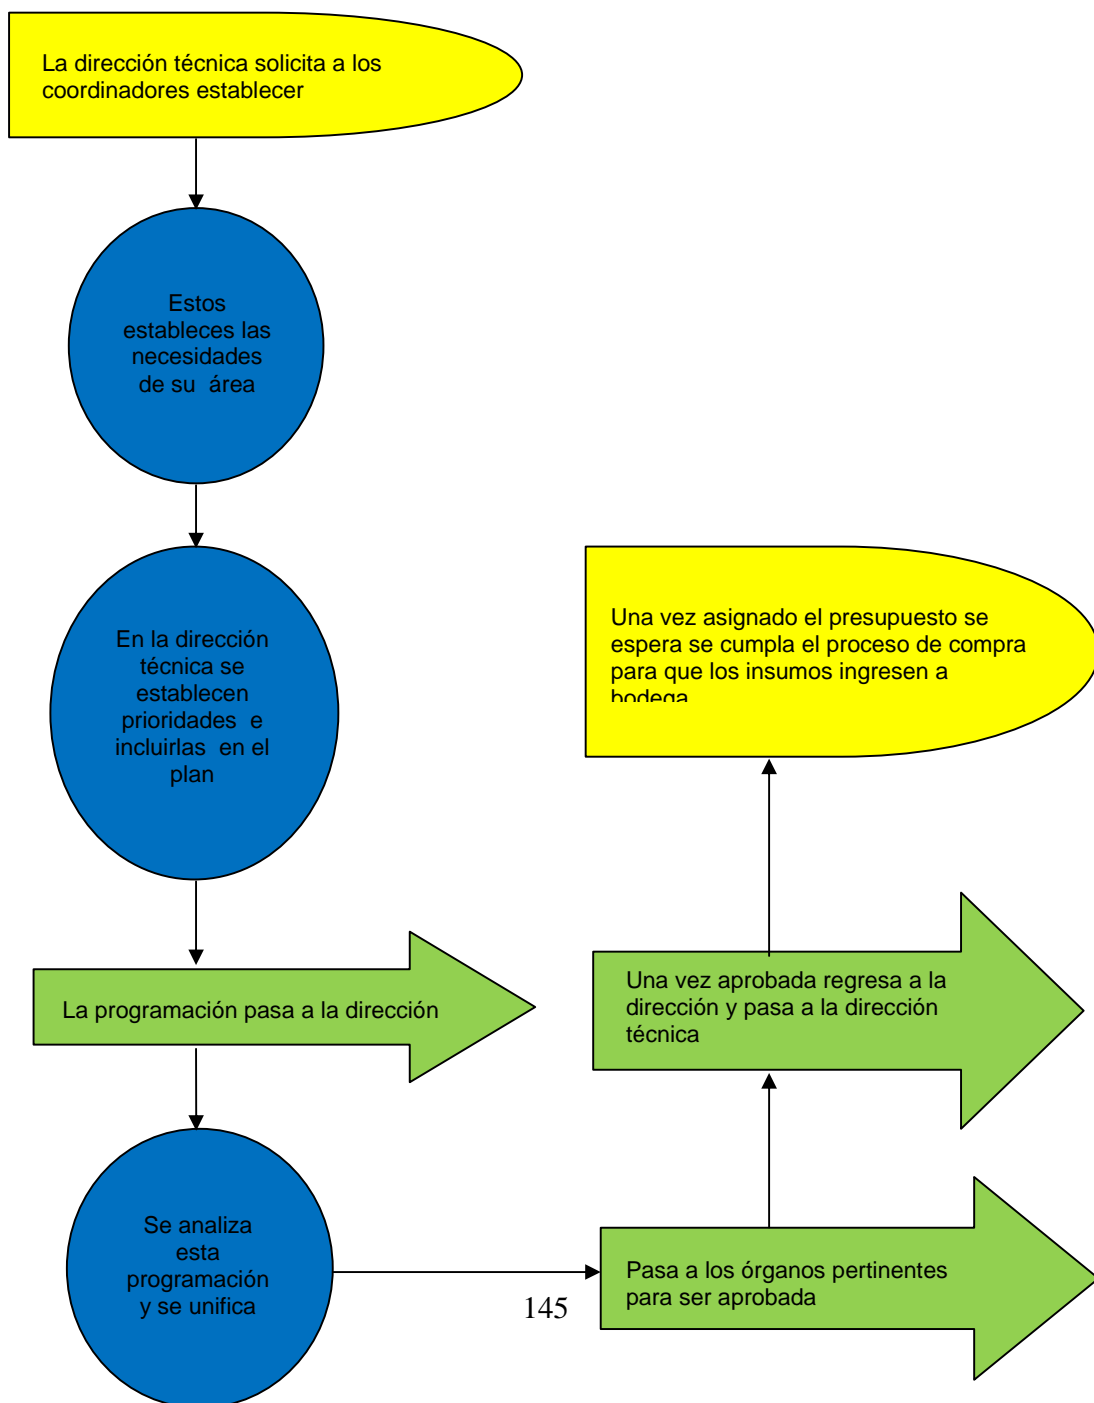 La dirección técnica solicita a los
coordinadores establecer
Estos
estableces las
necesidades
de su área
En la dirección
técnica se
establecen
prioridades e
incluirlas en el
plan
La programación pasa a la dirección
Se analiza
esta
programación
y se unifica
Pasa a los órganos pertinentes
para ser aprobada
Una vez aprobada regresa a la
dirección y pasa a la dirección
técnica
Una vez asignado el presupuesto se
espera se cumpla el proceso de compra
para que los insumos ingresen a
bodega
145